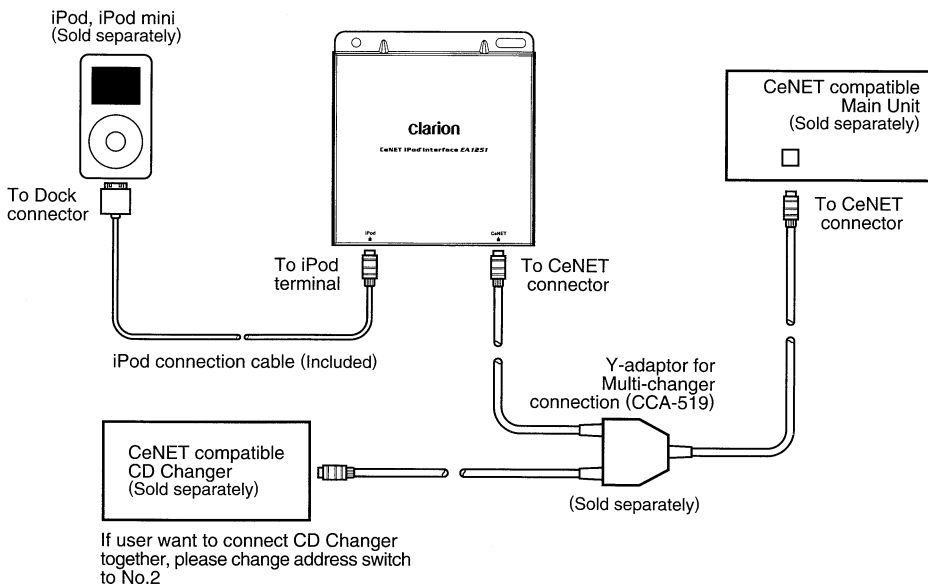 iPod, iPod mini
(Sold separately)
To Dock
connector
clarion
CeNET iPod Interface EA1251
iPod
CeNET
To iPod
terminal
To CeNET
connector
CeNET compatible
Main Unit
(Sold separately)
To CeNET
connector
iPod connection cable (Included)
Y-adaptor for
Multi-changer
connection (CCA-519)
(Sold separately)
CeNET compatible
CD Changer
(Sold separately)
If user want to connect CD Changer
together, please change address switch
to No.2